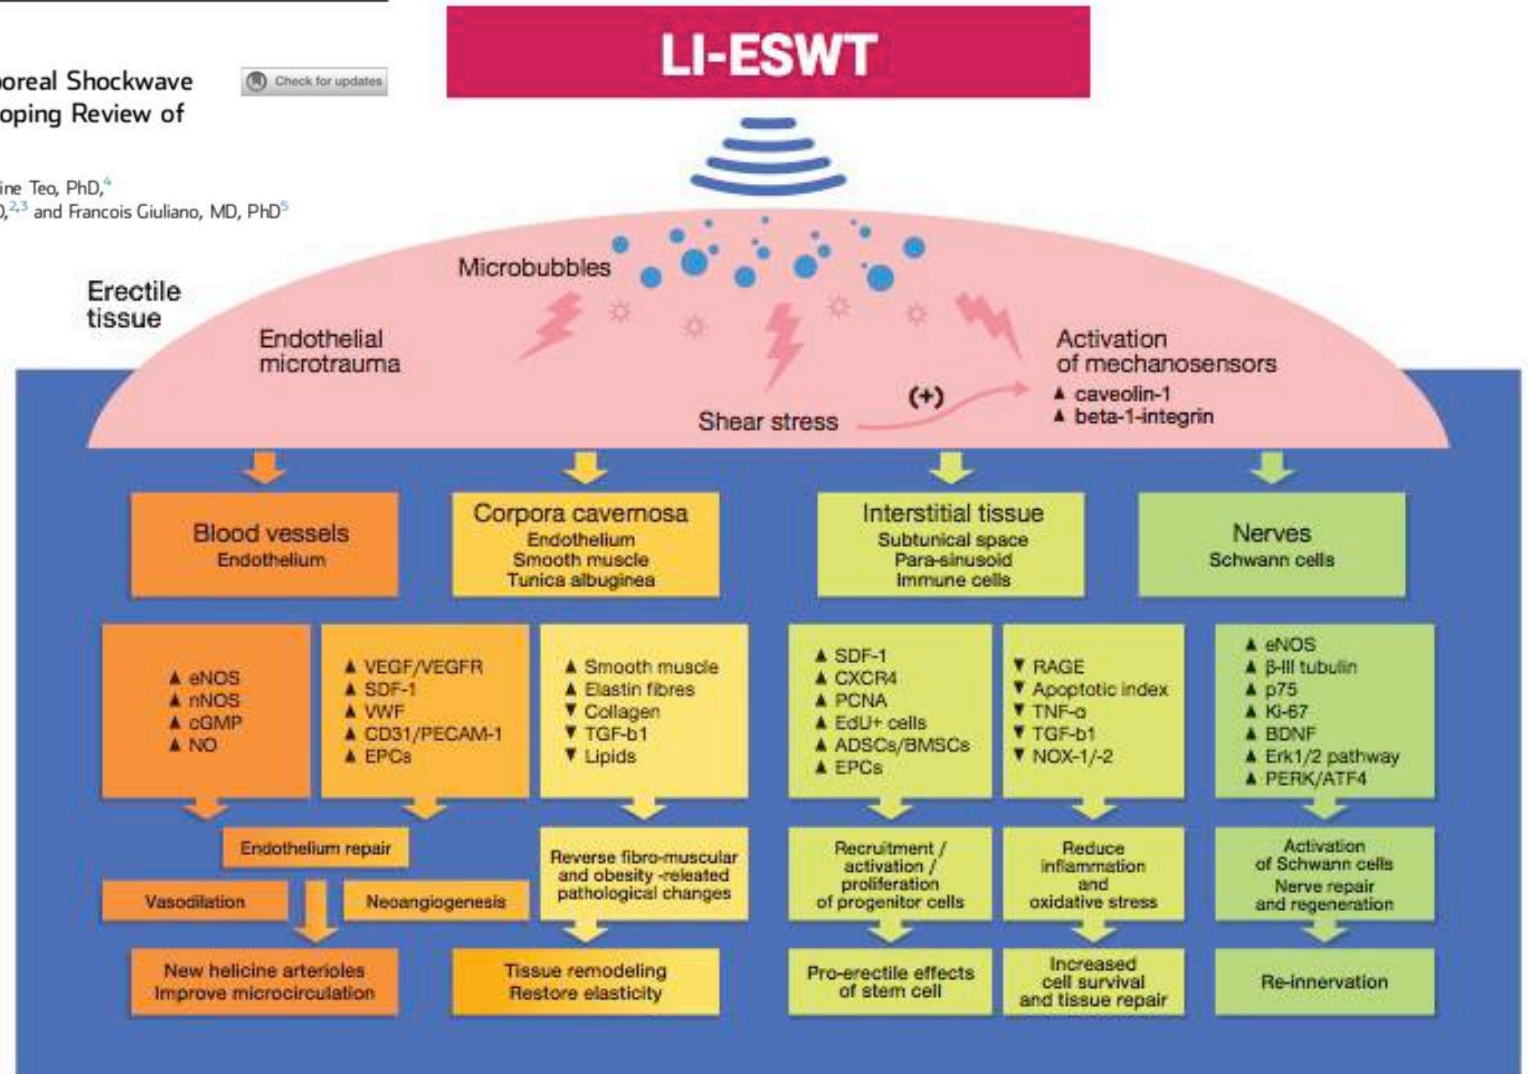 LI-ESWT
oreal Shockwave
oping Review of
Check for updates
ine Teo, PhD,4
D,2,3 and Francois Giuliano, MD, PhD5
Erectile
tissue
Microbubbles
Endothelial
microtrauma
Shear stress
(+)
Activation
of mechanosensors
▲ caveolin-1
▲ beta-1-integrin
Blood vessels
Endothelium
Corpora cavernosa
Endothelium
Smooth muscle
Tunica albuginea
Interstitial tissue
Subtunical space
Para-sinusoid
Immune cells
Nerves
Schwann cells
▲ eNOS
▲ nNOS
▲ cGMP
▲ NO
▲ VEGF/VEGFR
▲ SDF-1
▲ VWF
▲ CD31/PECAM-1
▲ EPCs
▲ Smooth muscle
▲ Elastin fibres
▼ Collagen
▼ TGF-b1
▼ Lipids
▲ SDF-1
▲ CXCR4
▲ PCNA
▲ EdU+ cells
▲ ADSCs/BMSCs
▲ EPCs
▼ RAGE
▼ Apoptotic index
▼ TNF-α
▼ TGF-b1
▼ NOX-1/-2
▲ eNOS
▲ β-III tubulin
▲ p75
▲ Ki-67
▲ BDNF
▲ Erk1/2 pathway
▲ PERK/ATF4
Endothelium repair
Vasodilation
Neoangiogenesis
Reverse fibro-muscular
and obesity -releated
pathological changes
Recruitment /
activation /
proliferation
of progenitor cells
Reduce
inflammation
and
oxidative stress
Activation
of Schwann cells
Nerve repair
and regeneration
New helicine arterioles
Improve microcirculation
Tissue remodeling
Restore elasticity
Pro-erectile effects
of stem cell
Increased
cell survival
and tissue repair
Re-innervation